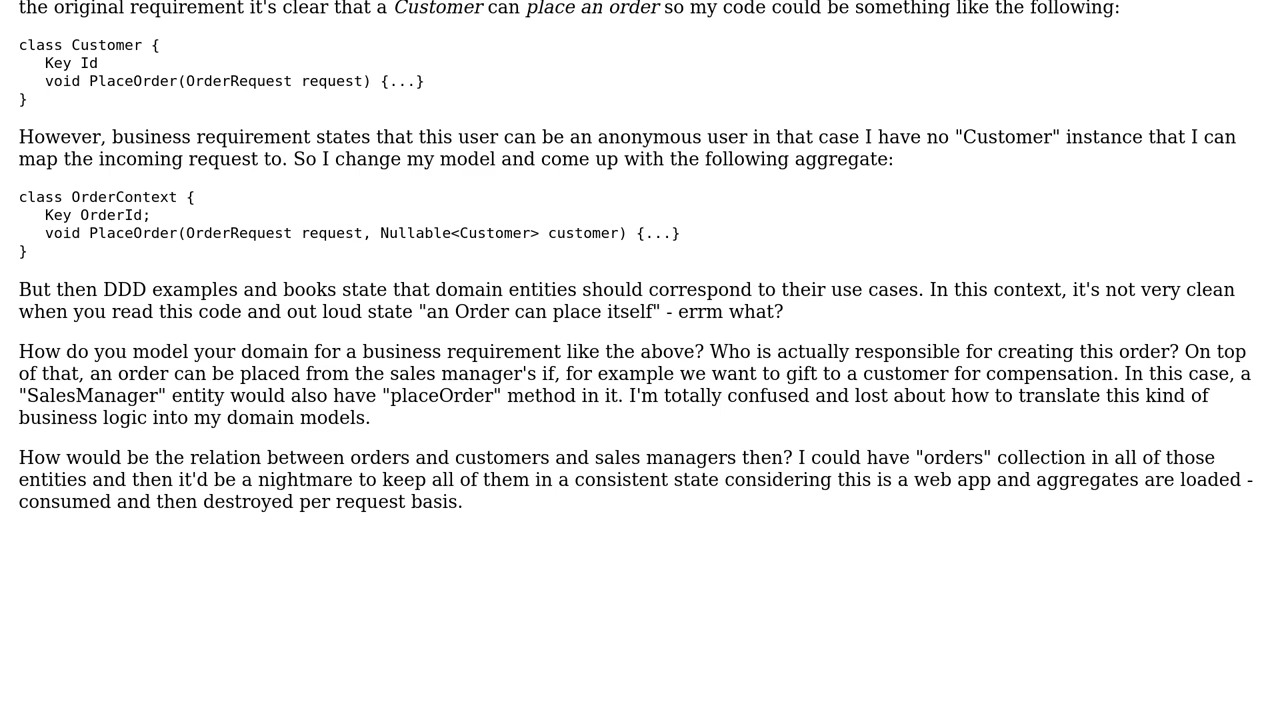 the original requirement it's clear that a Customer can place an order so my code could be something like the following:
class Customer {
   Key Id
   void PlaceOrder(OrderRequest request) {...}
}
However, business requirement states that this user can be an anonymous user in that case I have no "Customer" instance that I can
map the incoming request to. So I change my model and come up with the following aggregate:
class OrderContext {
   Key OrderId;
   void PlaceOrder(OrderRequest request, Nullable<Customer> customer) {...}
}
But then DDD examples and books state that domain entities should correspond to their use cases. In this context, it's not very clean
when you read this code and out loud state "an Order can place itself" - errm what?
How do you model your domain for a business requirement like the above? Who is actually responsible for creating this order? On top
of that, an order can be placed from the sales manager's if, for example we want to gift to a customer for compensation. In this case, a
"SalesManager" entity would also have "placeOrder" method in it. I'm totally confused and lost about how to translate this kind of
business logic into my domain models.
How would be the relation between orders and customers and sales managers then? I could have "orders" collection in all of those
entities and then it'd be a nightmare to keep all of them in a consistent state considering this is a web app and aggregates are loaded -
consumed and then destroyed per request basis.